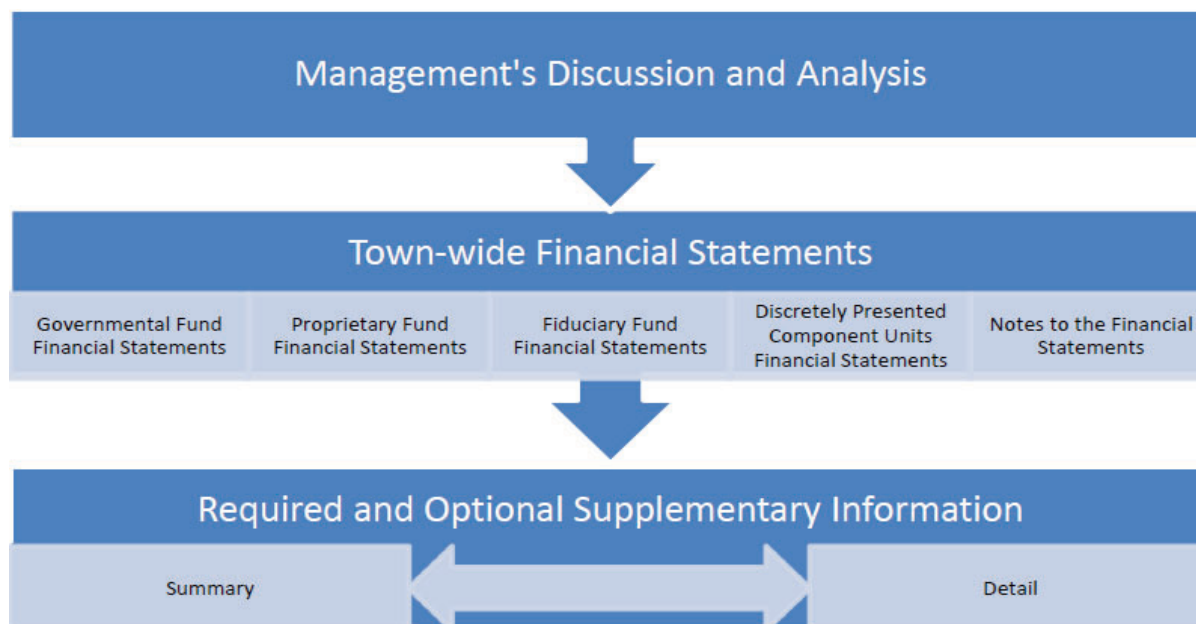 Management's Discussion and Analysis
Town-wide Financial Statements
Governmental Fund
Financial Statements
Proprietary Fund
Financial Statements
Fiduciary Fund
Financial Statements
Discretely Presented
Component Units
Financial Statements
Notes to the Financial
Statements
Required and Optional Supplementary Information
Summary
Detail